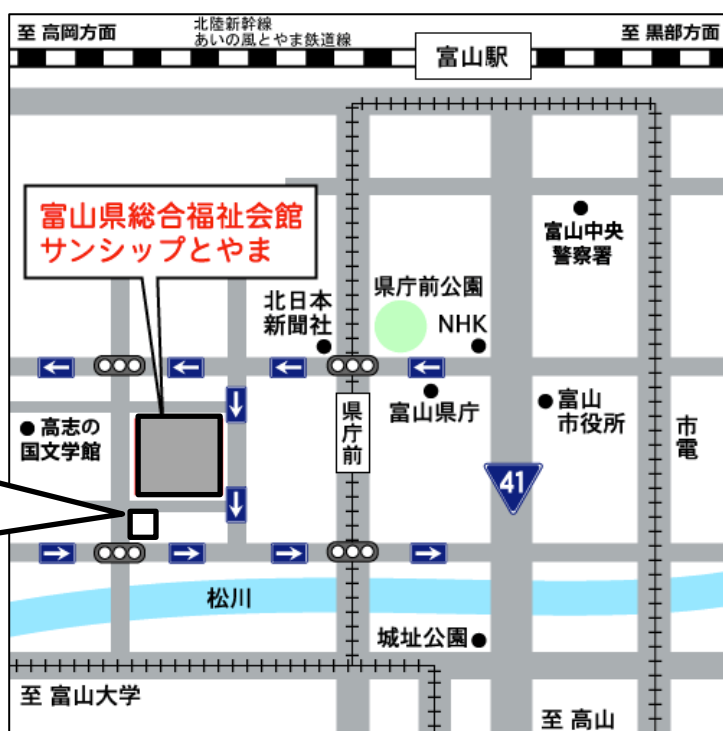 至 高岡方面
北陸新幹線
あいの風とやま鉄道線
富山駅
至 黒部方面
富山県総合福祉会館
サンシップとやま
富山中央
警察署
県庁前公園
北日本
新聞社
NHK
富山県庁
富山
市役所
県庁前
市電
高志の
国文学館
41
松川
城址公園
至 富山大学
至 高山